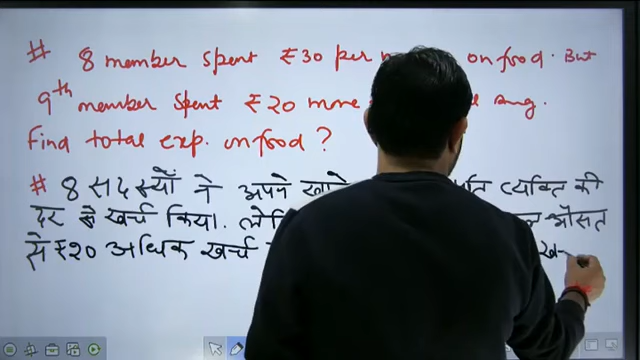 # 8 member spent ₹30 per on food. But
9th member spent ₹20 more avg.
Find total exp. on food ?
# 8 सदस्यों ने अपने खाने व्यक्ति की
दर से खर्च किया. औसत
से ₹20 अधिक खर्च